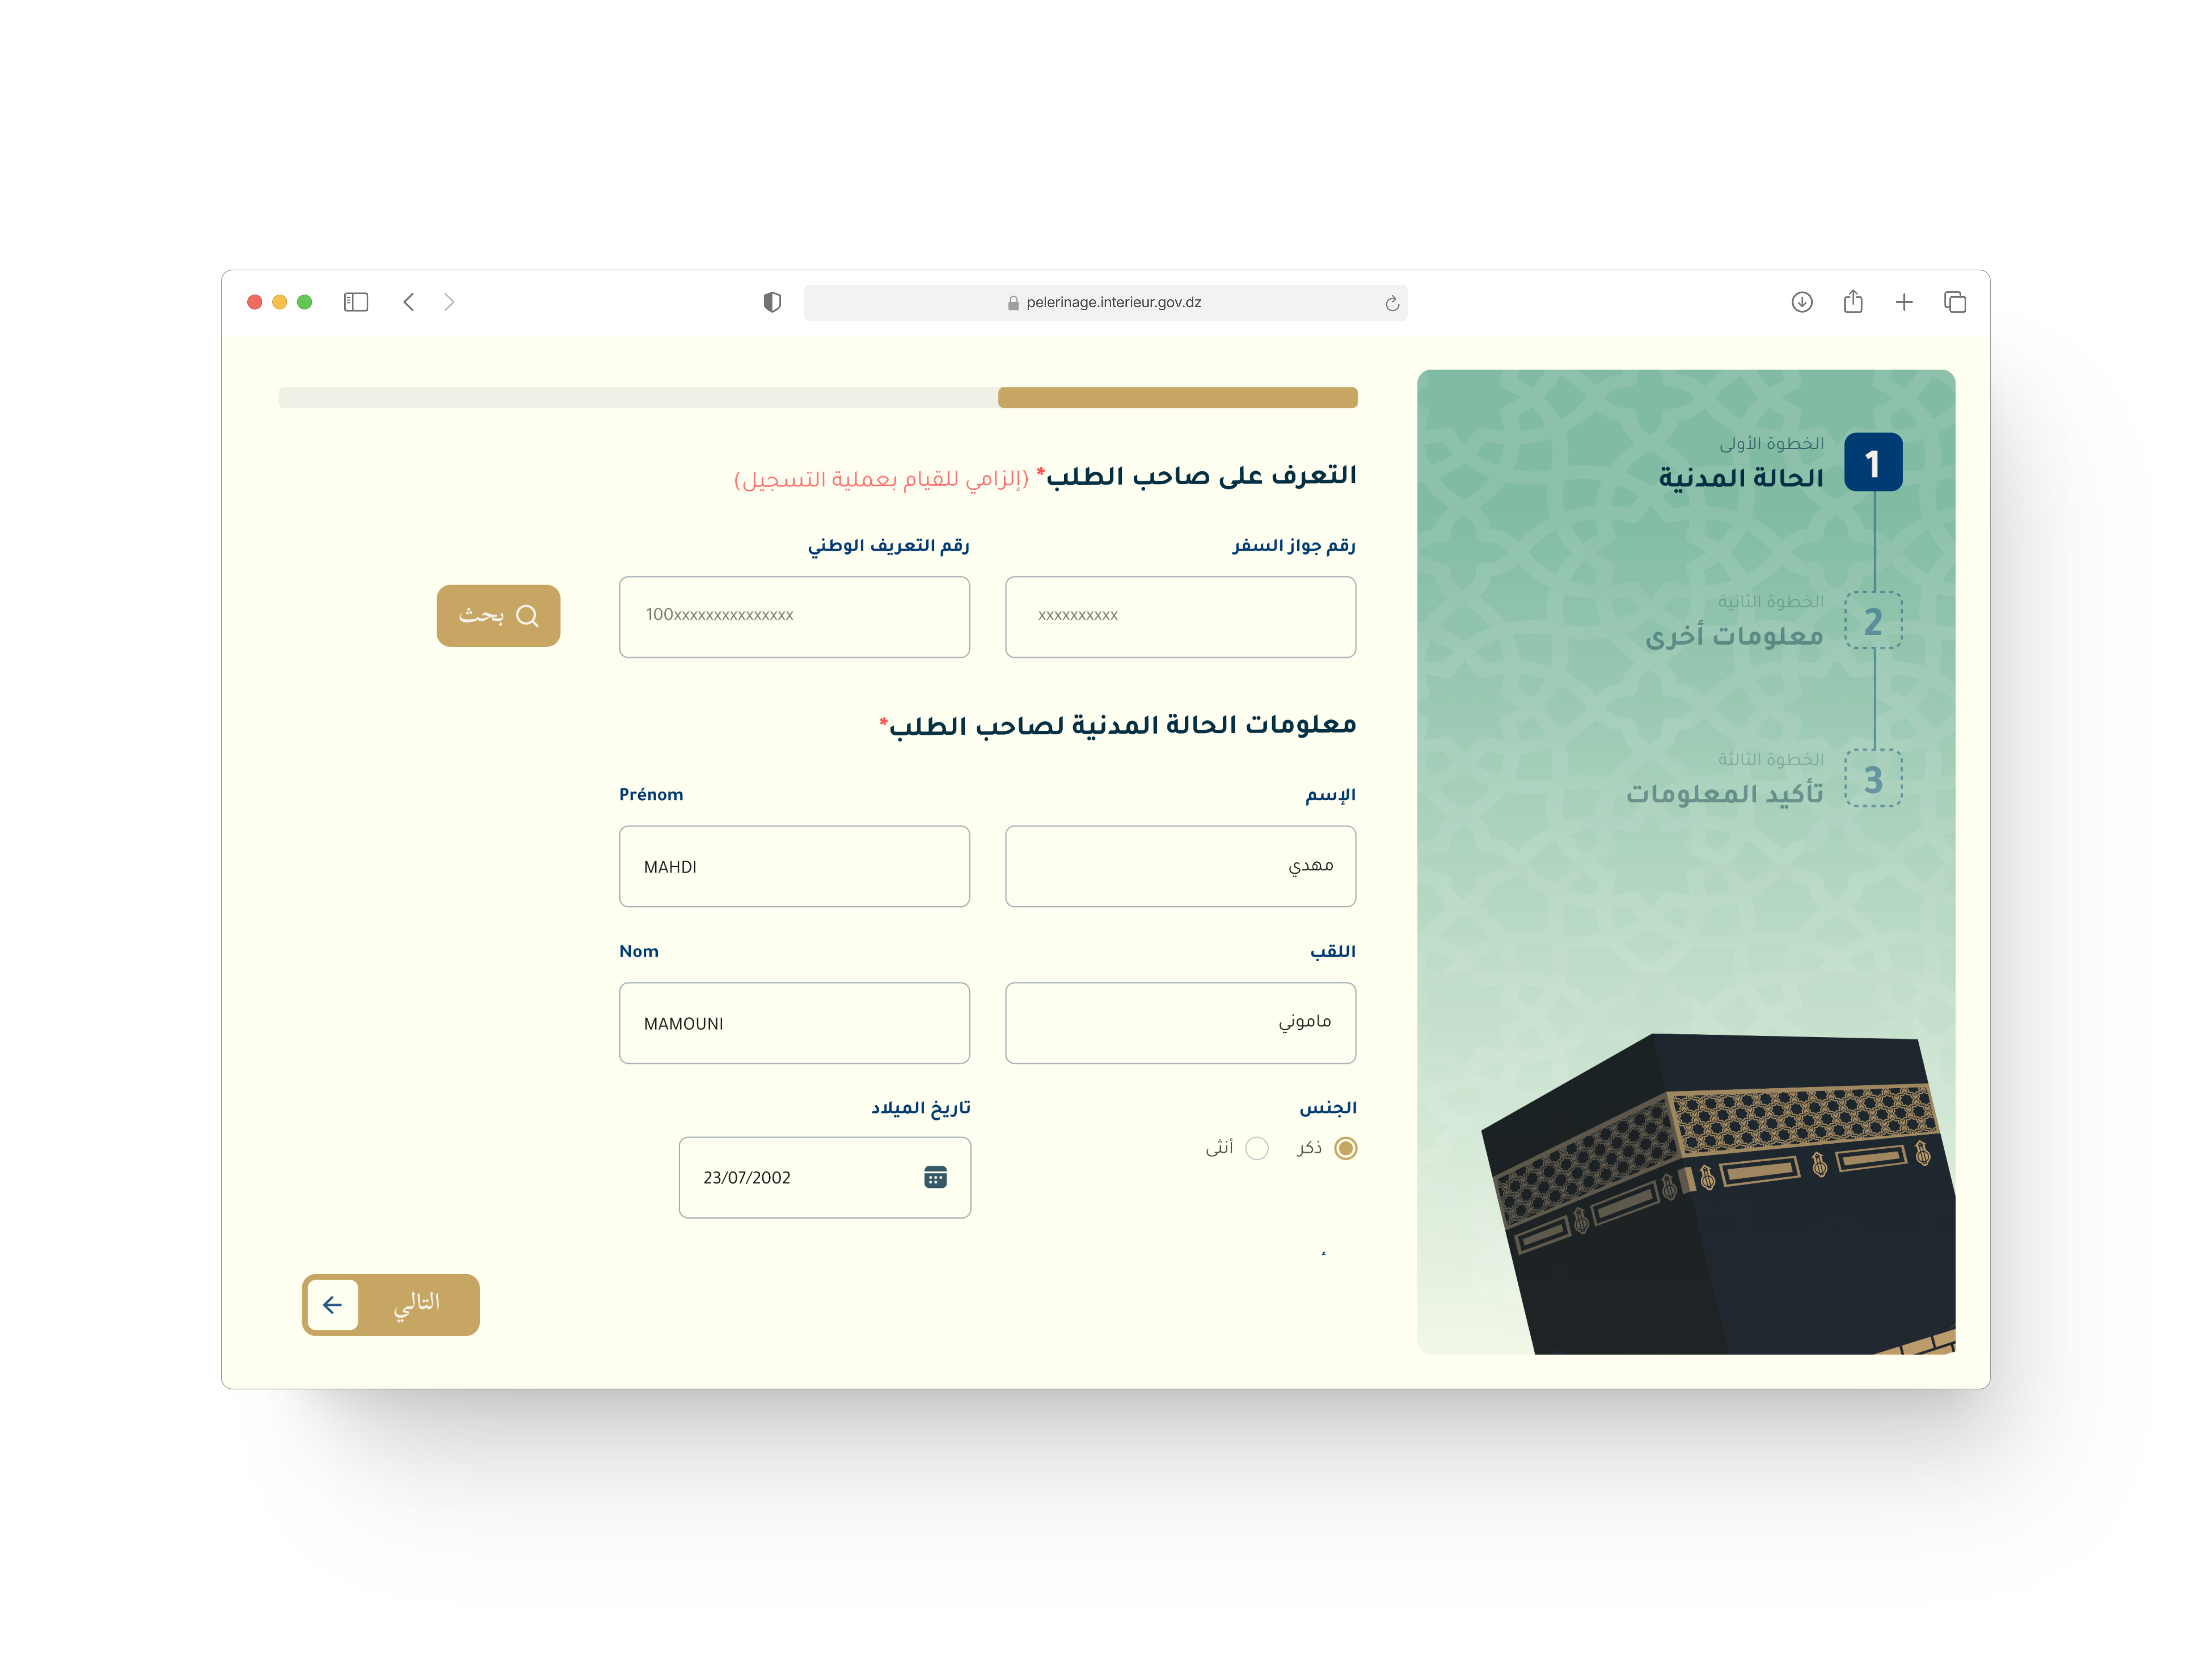 pelerinage.interieur.gov.dz
1
الخطوة الأولى
الحالة المدنية
2
الخطوة الثانية
معلومات أخرى
3
الخطوة الثالثة
تأكيد المعلومات
التعرف على صاحب الطلب* (إلزامي للقيام بعملية التسجيل)
رقم جواز السفر
xxxxxxxxxx
رقم التعريف الوطني
100xxxxxxxxxxxxxxx
بحث
معلومات الحالة المدنية لصاحب الطلب*
الإسم
مهدي
Prénom
MAHDI
اللقب
ماموني
Nom
MAMOUNI
الجنس
ذكر أنثى
تاريخ الميلاد
23/07/2002
التالي